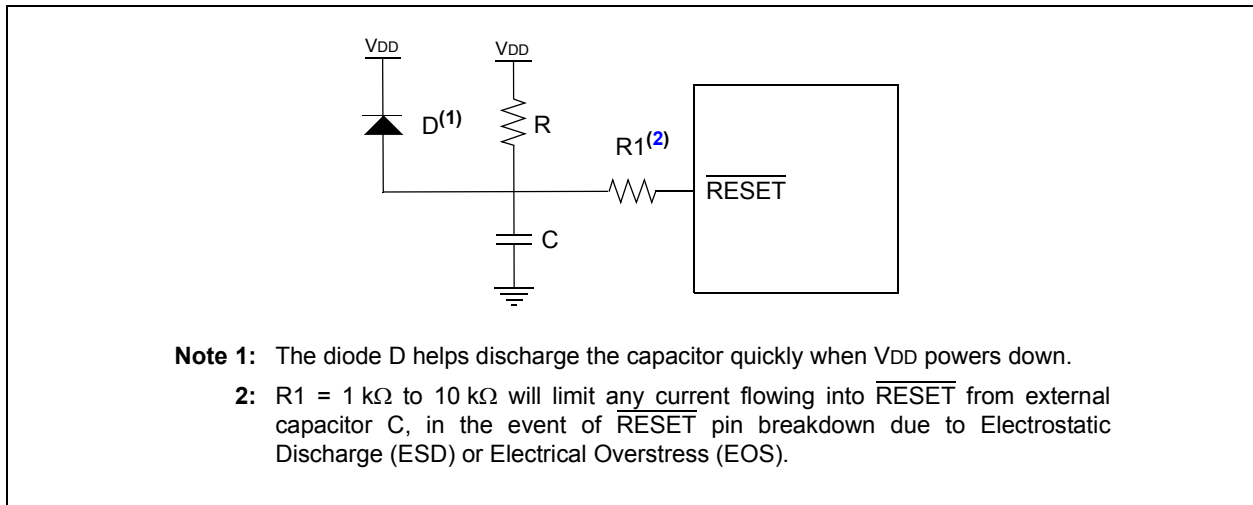 VDD VDD
D(1) R
R1(2)
RESET
C
Note 1: The diode D helps discharge the capacitor quickly when VDD powers down.
2: R1 = 1 kΩ to 10 kΩ will limit any current flowing into RESET from external
capacitor C, in the event of RESET pin breakdown due to Electrostatic
Discharge (ESD) or Electrical Overstress (EOS).